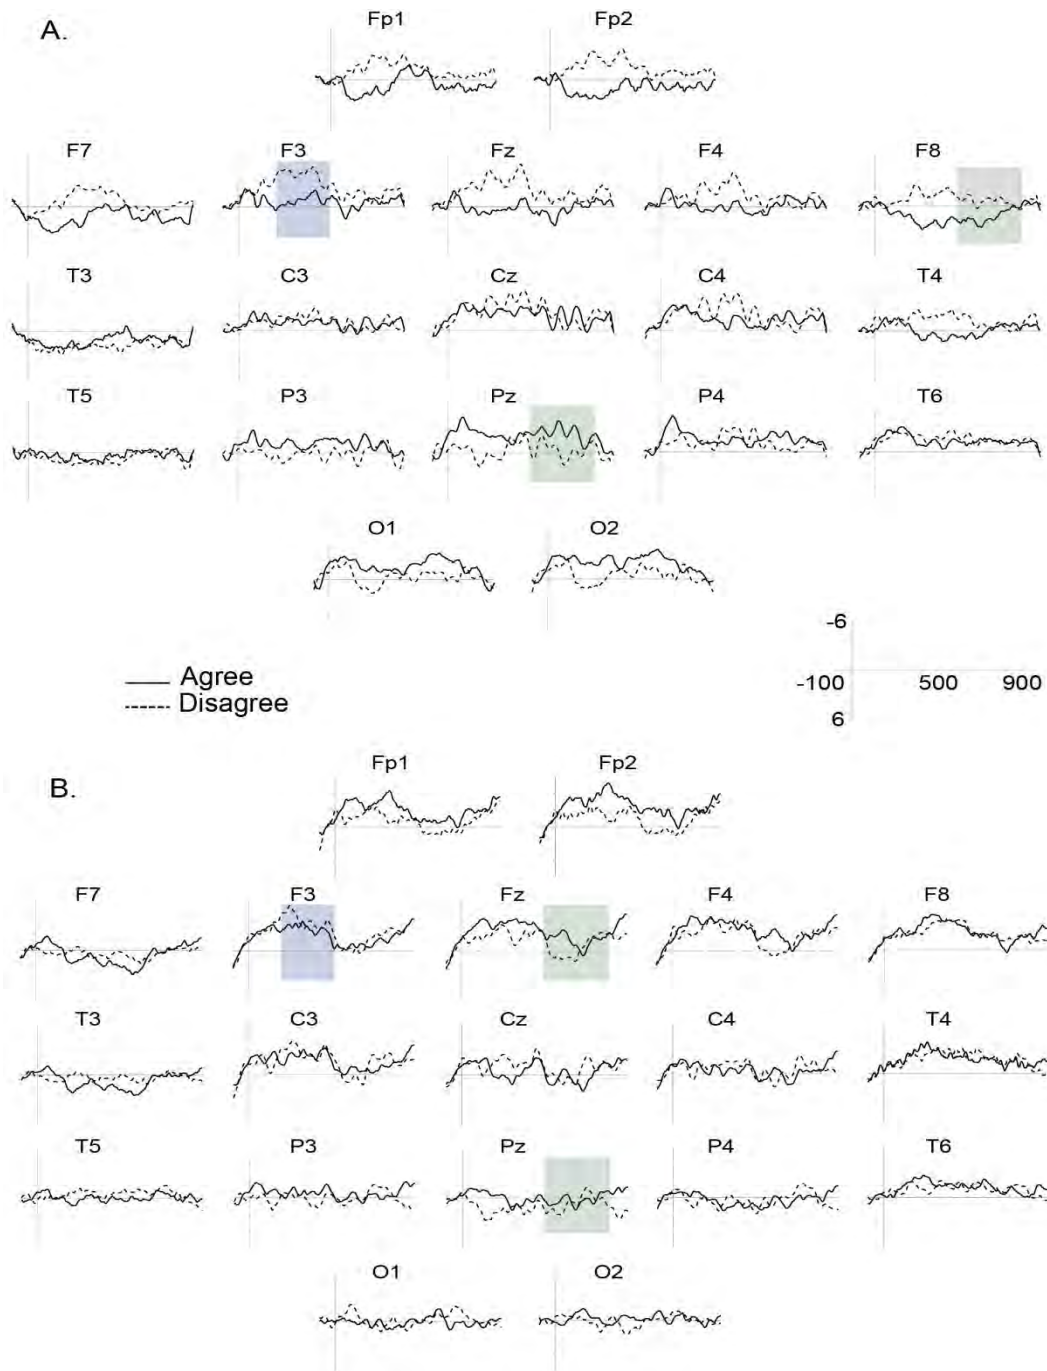 A.
Fp1 Fp2
F7 F3 Fz F4 F8
T3 C3 Cz C4 T4
T5 P3 Pz P4 T6
O1 O2
-6
-100 500 900
6
Agree
Disagree
B.
Fp1 Fp2
F7 F3 Fz F4 F8
T3 C3 Cz C4 T4
T5 P3 Pz P4 T6
O1 O2